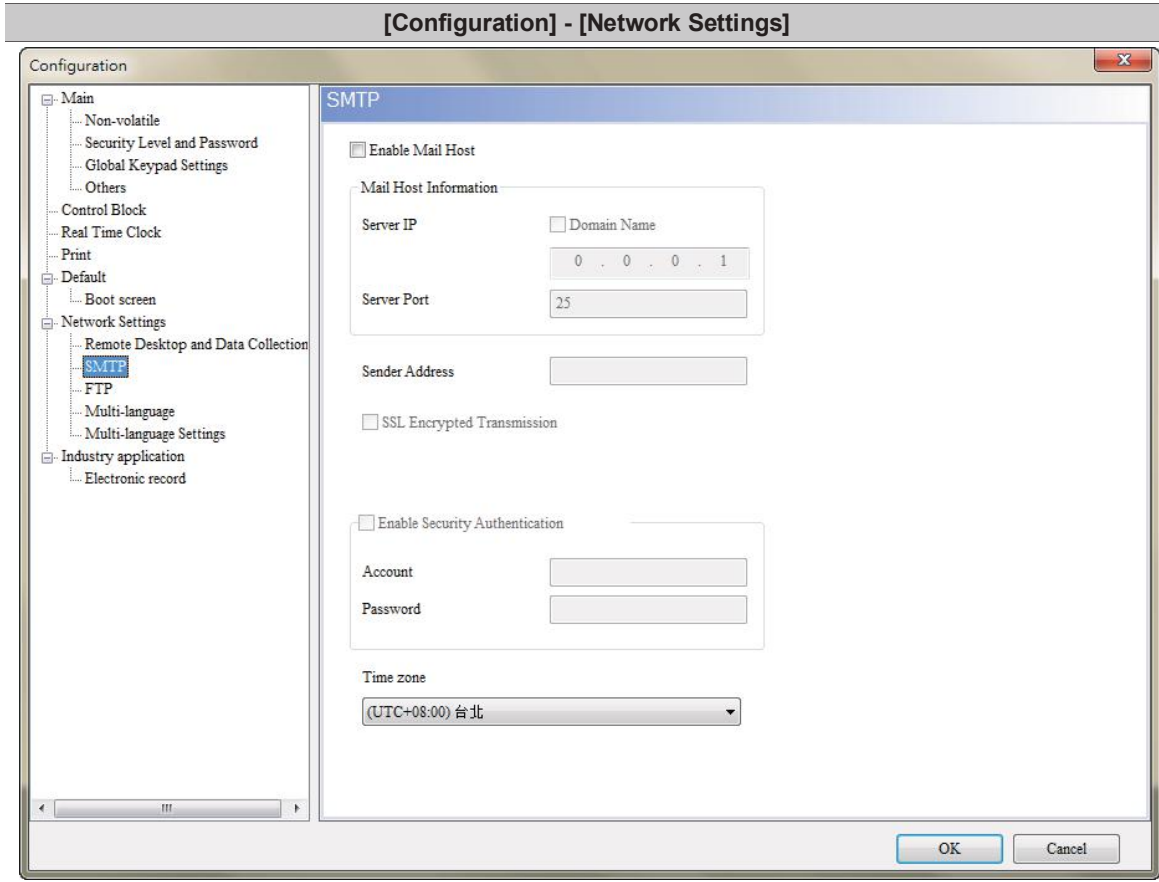 [Configuration] - [Network Settings]
Configuration
Main
Non-volatile
Security Level and Password
Global Keypad Settings
Others
Control Block
Real Time Clock
Print
Default
Boot screen
Network Settings
Remote Desktop and Data Collection
SMTP
FTP
Multi-language
Multi-language Settings
Industry application
Electronic record
SMTP
Enable Mail Host
Mail Host Information
Server IP
Domain Name
0 . 0 . 0 . 1
Server Port
25
Sender Address
SSL Encrypted Transmission
Enable Security Authentication
Account
Password
Time zone
(UTC+08:00) 台北
OK
Cancel